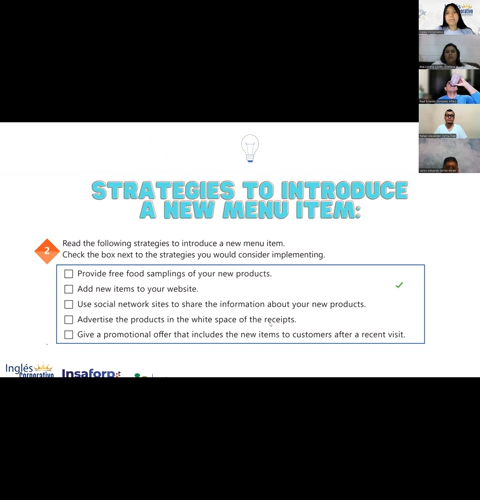 STRATEGIES TO INTRODUCE
A NEW MENU ITEM:
2
Read the following strategies to introduce a new menu item.
Check the box next to the strategies you would consider implementing.
Provide free food samplings of your new products.
Add new items to your website.
Use social network sites to share the information about your new products.
Advertise the products in the white space of the receipts.
Give a promotional offer that includes the new items to customers after a recent visit.
Inglés
corporativo
Insaforp